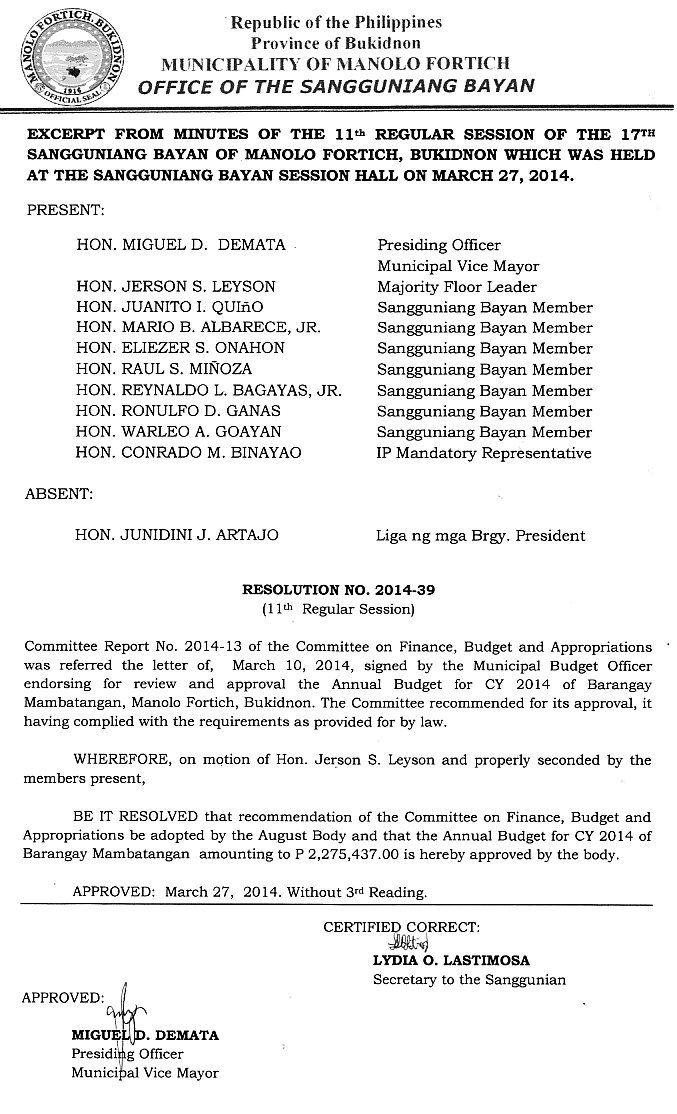 MANOLO FORTICH, BUKIDNON
1914
OFFICIAL SEAL
Republic of the Philippines
Province of Bukidnon
MUNICIPALITY OF MANOLO FORTICH
OFFICE OF THE SANGGUNIANG BAYAN
EXCERPT FROM MINUTES OF THE 11th REGULAR SESSION OF THE 17TH
SANGGUNIANG BAYAN OF MANOLO FORTICH, BUKIDNON WHICH WAS HELD
AT THE SANGGUNIANG BAYAN SESSION HALL ON MARCH 27, 2014.
PRESENT:
HON. MIGUEL D. DEMATA Presiding Officer
Municipal Vice Mayor
HON. JERSON S. LEYSON Majority Floor Leader
HON. JUANITO I. QUIñO Sangguniang Bayan Member
HON. MARIO B. ALBARECE, JR. Sangguniang Bayan Member
HON. ELIEZER S. ONAHON Sangguniang Bayan Member
HON. RAUL S. MIÑOZA Sangguniang Bayan Member
HON. REYNALDO L. BAGAYAS, JR. Sangguniang Bayan Member
HON. RONULFO D. GANAS Sangguniang Bayan Member
HON. WARLEO A. GOAYAN Sangguniang Bayan Member
HON. CONRADO M. BINAYAO IP Mandatory Representative
ABSENT:
HON. JUNIDINI J. ARTAJO Liga ng mga Brgy. President
RESOLUTION NO. 2014-39
(11th Regular Session)
Committee Report No. 2014-13 of the Committee on Finance, Budget and Appropriations
was referred the letter of, March 10, 2014, signed by the Municipal Budget Officer
endorsing for review and approval the Annual Budget for CY 2014 of Barangay
Mambatangan, Manolo Fortich, Bukidnon. The Committee recommended for its approval, it
having complied with the requirements as provided for by law.
WHEREFORE, on motion of Hon. Jerson S. Leyson and properly seconded by the
members present,
BE IT RESOLVED that recommendation of the Committee on Finance, Budget and
Appropriations be adopted by the August Body and that the Annual Budget for CY 2014 of
Barangay Mambatangan amounting to P 2,275,437.00 is hereby approved by the body.
APPROVED: March 27, 2014. Without 3rd Reading.
CERTIFIED CORRECT:
LYDIA O. LASTIMOSA
Secretary to the Sanggunian
APPROVED:
MIGUEL D. DEMATA
Presiding Officer
Municipal Vice Mayor